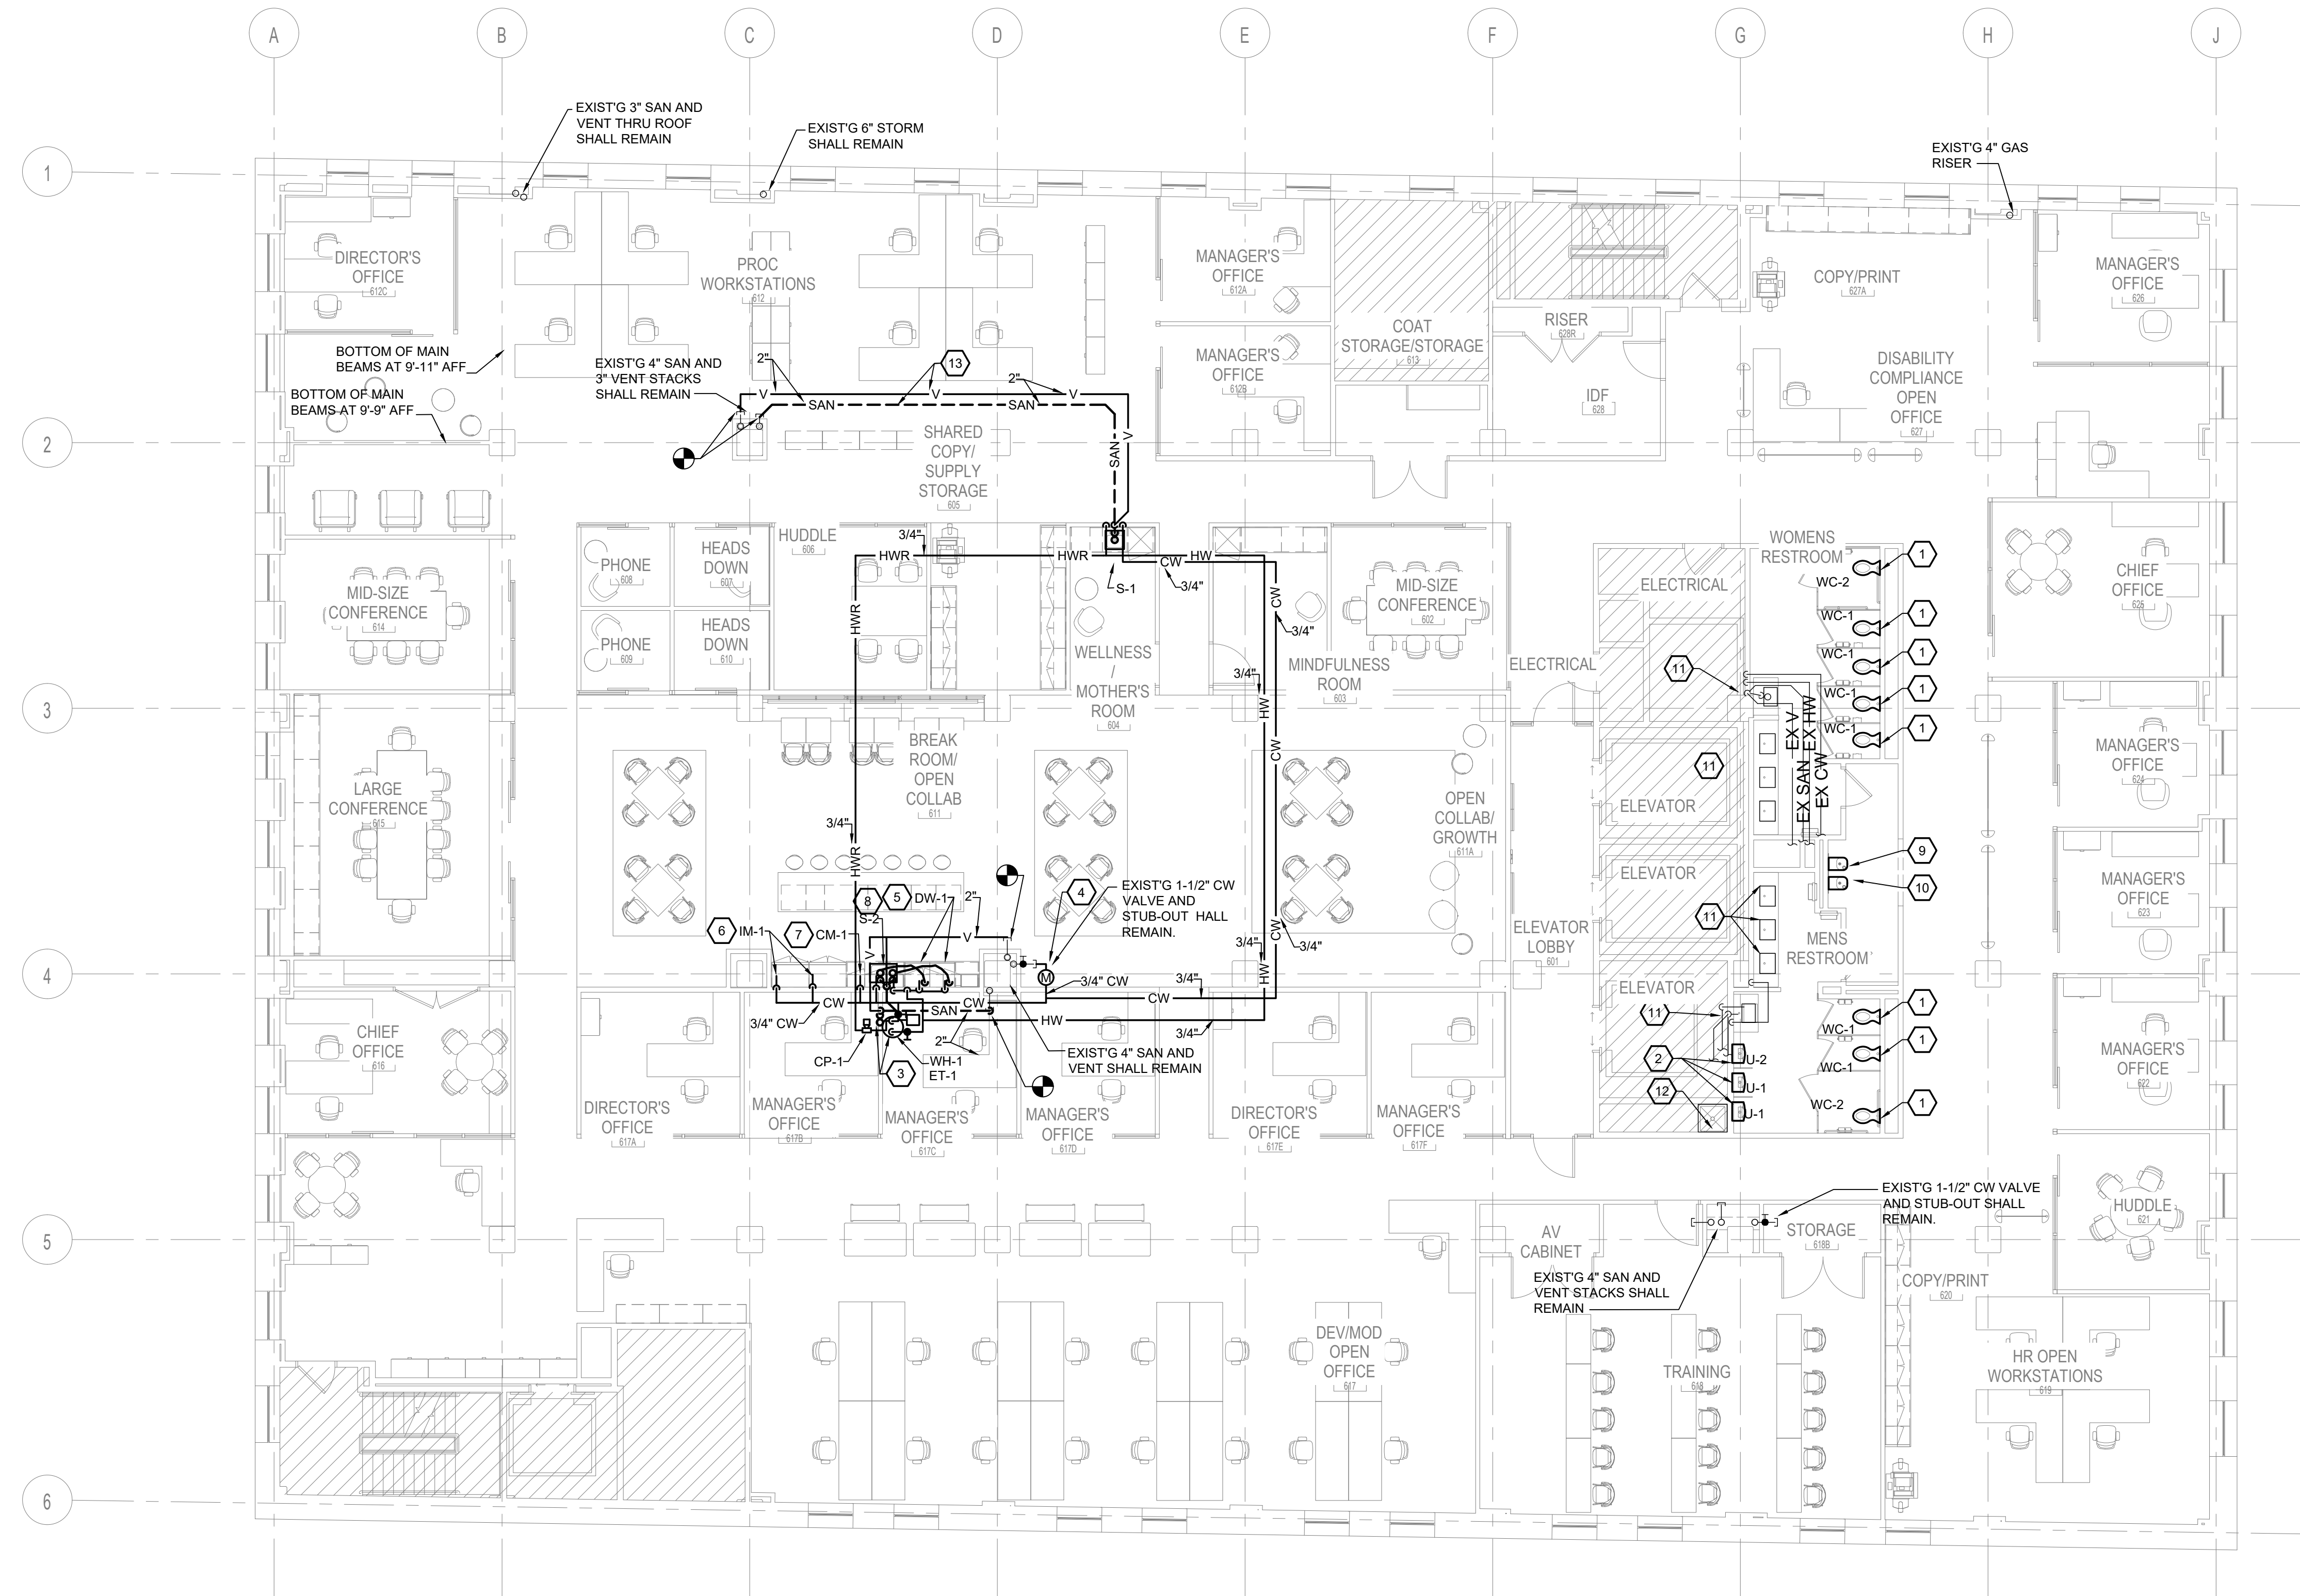 A
B
C
D
E
F
G
H
J
1
2
3
4
5
6
EXIST'G 3" SAN AND
VENT THRU ROOF
SHALL REMAIN
EXIST'G 6" STORM
SHALL REMAIN
EXIST'G 4" GAS
RISER
DIRECTOR'S
OFFICE
612C
PROC
WORKSTATIONS
612
MANAGER'S
OFFICE
612A
COPY/PRINT
627A
MANAGER'S
OFFICE
626
BOTTOM OF MAIN
BEAMS AT 9'-11" AFF
BOTTOM OF MAIN
BEAMS AT 9'-9" AFF
EXIST'G 4" SAN AND
3" VENT STACKS
SHALL REMAIN
2"
13
2"
V
V
V
SAN
SAN
SAN
V
MANAGER'S
OFFICE
612B
COAT
STORAGE/STORAGE
613
RISER
628R
IDF
628
DISABILITY
COMPLIANCE
OPEN
OFFICE
627
SHARED
COPY/
SUPPLY
STORAGE
605
HUDDLE
606
3/4"
HWR
HWR
HW
CW
3/4"
S-1
HWR
CW
3/4"
PHONE
608
HEADS
DOWN
607
PHONE
609
HEADS
DOWN
610
MID-SIZE
CONFERENCE
614
WELLNESS
/
MOTHER'S
ROOM
604
MINDFULNESS
ROOM
603
3/4"
HW
MID-SIZE
CONFERENCE
602
ELECTRICAL
ELECTRICAL
WOMENS
RESTROOM
WC-2
1
WC-1
1
WC-1
1
WC-1
1
WC-1
1
CHIEF
OFFICE
625
11
EX V
EX HW
EX SAN
EX CW
11
LARGE
CONFERENCE
615
BREAK
ROOM/
OPEN
COLLAB
611
CW
OPEN
COLLAB/
GROWTH
611A
ELEVATOR
ELEVATOR
MANAGER'S
OFFICE
624
3/4"
HWR
9
10
MANAGER'S
OFFICE
623
8
5
DW-1
2"
S-2
4
EXIST'G 1-1/2" CW
VALVE AND
STUB-OUT HALL
REMAIN.
6
IM-1
7
CM-1
V
V
M
CW
3/4"
3/4"
HW
ELEVATOR
LOBBY
601
11
MENS
RESTROOM
ELEVATOR
3/4" CW
3/4"
CW
CW
CW
3/4" CW
SAN
HW
3/4"
2"
CP-1
3
WH-1
ET-1
EXIST'G 4" SAN AND
VENT SHALL REMAIN
CHIEF
OFFICE
616
11
WC-1
1
WC-1
1
WC-2
1
2
U-2
U-1
U-1
12
MANAGER'S
OFFICE
622
DIRECTOR'S
OFFICE
617A
MANAGER'S
OFFICE
617B
MANAGER'S
OFFICE
617C
MANAGER'S
OFFICE
617D
DIRECTOR'S
OFFICE
617E
MANAGER'S
OFFICE
617F
EXIST'G 1-1/2" CW VALVE
AND STUB-OUT SHALL
REMAIN.
HUDDLE
621
AV
CABINET
STORAGE
618B
EXIST'G 4" SAN AND
VENT STACKS SHALL
REMAIN
COPY/PRINT
620
DEV/MOD
OPEN
OFFICE
617
TRAINING
618
HR OPEN
WORKSTATIONS
619